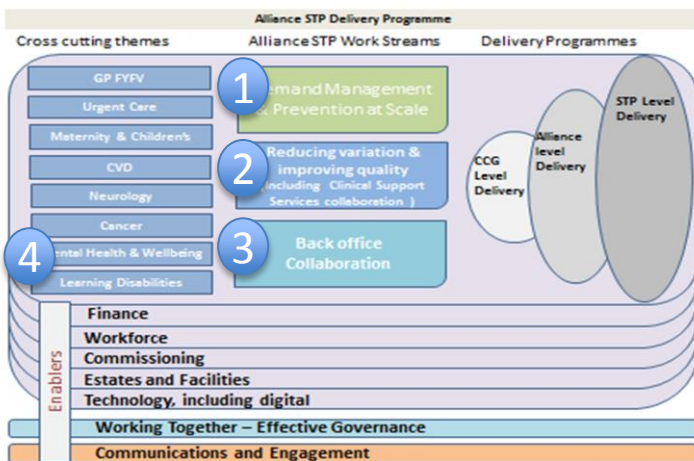 Alliance STP Delivery Programme
Cross cutting themes
Alliance STP Work Streams
Delivery Programmes
GP FYFV
Urgent Care
Maternity & Children's
CVD
Neurology
Cancer
4
ental Health & Wellbeing
Learning Disabilities
1
emand Management
& Prevention at Scale
2
Reducing variation &
improving quality
(including Clinical Support
Services collaboration )
3
Back office
Collaboration
CCG
Level
Delivery
Alliance
level
Delivery
STP Level
Delivery
Enablers
Finance
Workforce
Commissioning
Estates and Facilities
Technology, including digital
Working Together – Effective Governance
Communications and Engagement